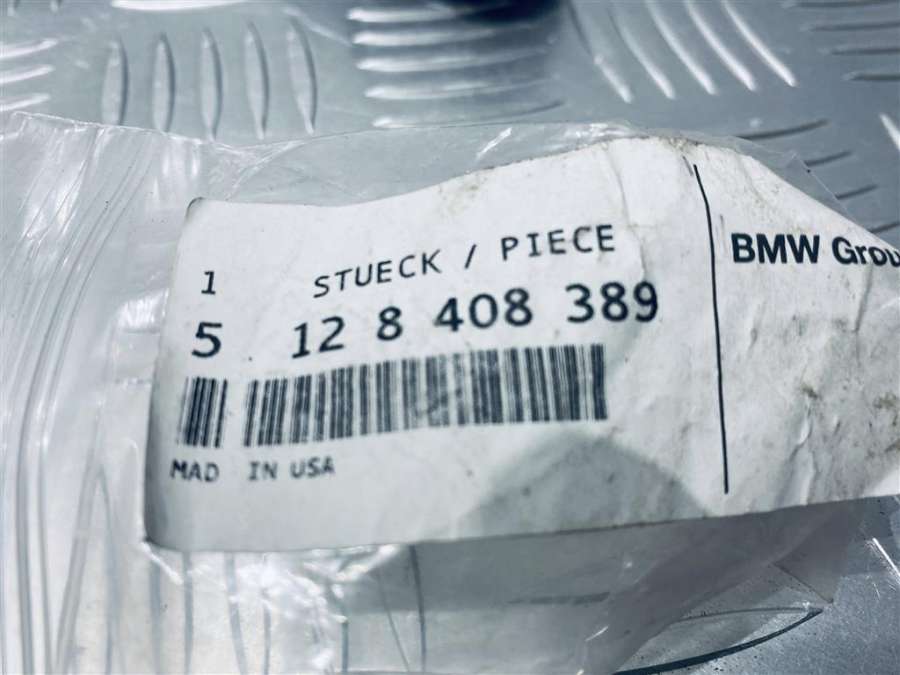 1 STUECK / PIECE
5 12 8 408 389
MAD IN USA
BMW Grou